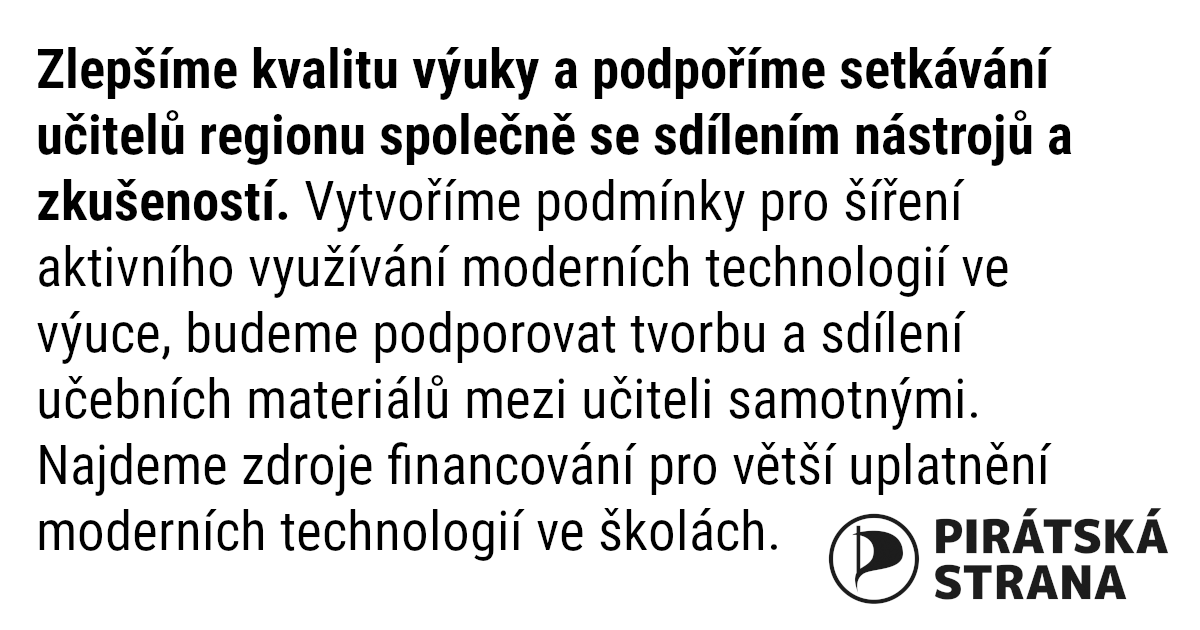 Zlepšíme kvalitu výuky a podpoříme setkávání
učitelů regionu společně se sdílením nástrojů a
zkušeností. Vytvoříme podmínky pro šíření
aktivního využívání moderních technologií ve
výuce, budeme podporovat tvorbu a sdílení
učebních materiálů mezi učiteli samotnými.
Najdeme zdroje financování pro větší uplatnění
moderních technologií ve školách.
PIRÁTSKÁ
STRANA